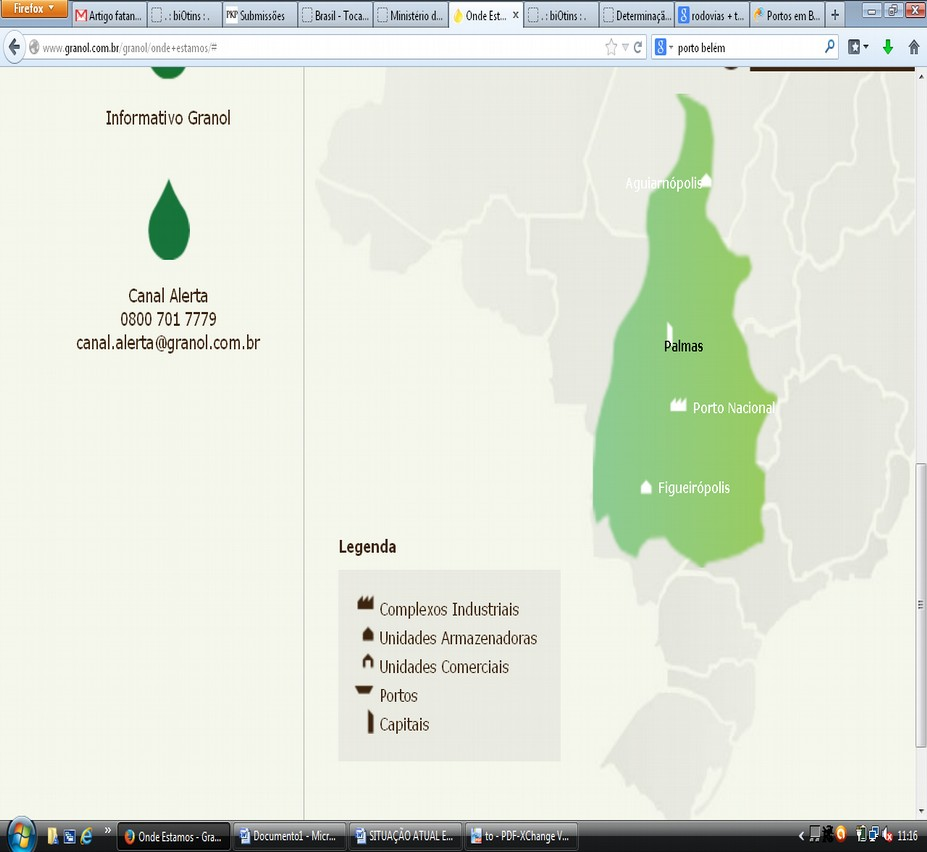 Firefox
Artigo fatan...
. : biOtins : .
PKP Submissões
Brasil - Toca...
Ministério d...
Onde Est... x
. : biOtins : .
Determinaçã...
rodovias + t...
Portos em B...
www.granol.com.br/granol/onde+estamos/#
porto belém
Informativo Granol
Canal Alerta
0800 701 7779
canal.alerta@granol.com.br
Aguiarnópolis
Palmas
Porto Nacional
Figueirópolis
Legenda
Complexos Industriais
Unidades Armazenadoras
Unidades Comerciais
Portos
Capitais
Onde Estamos - Gra...
Documento1 - Micr...
SITUAÇÃO ATUAL E...
to - PDF-XChange V...
11:16